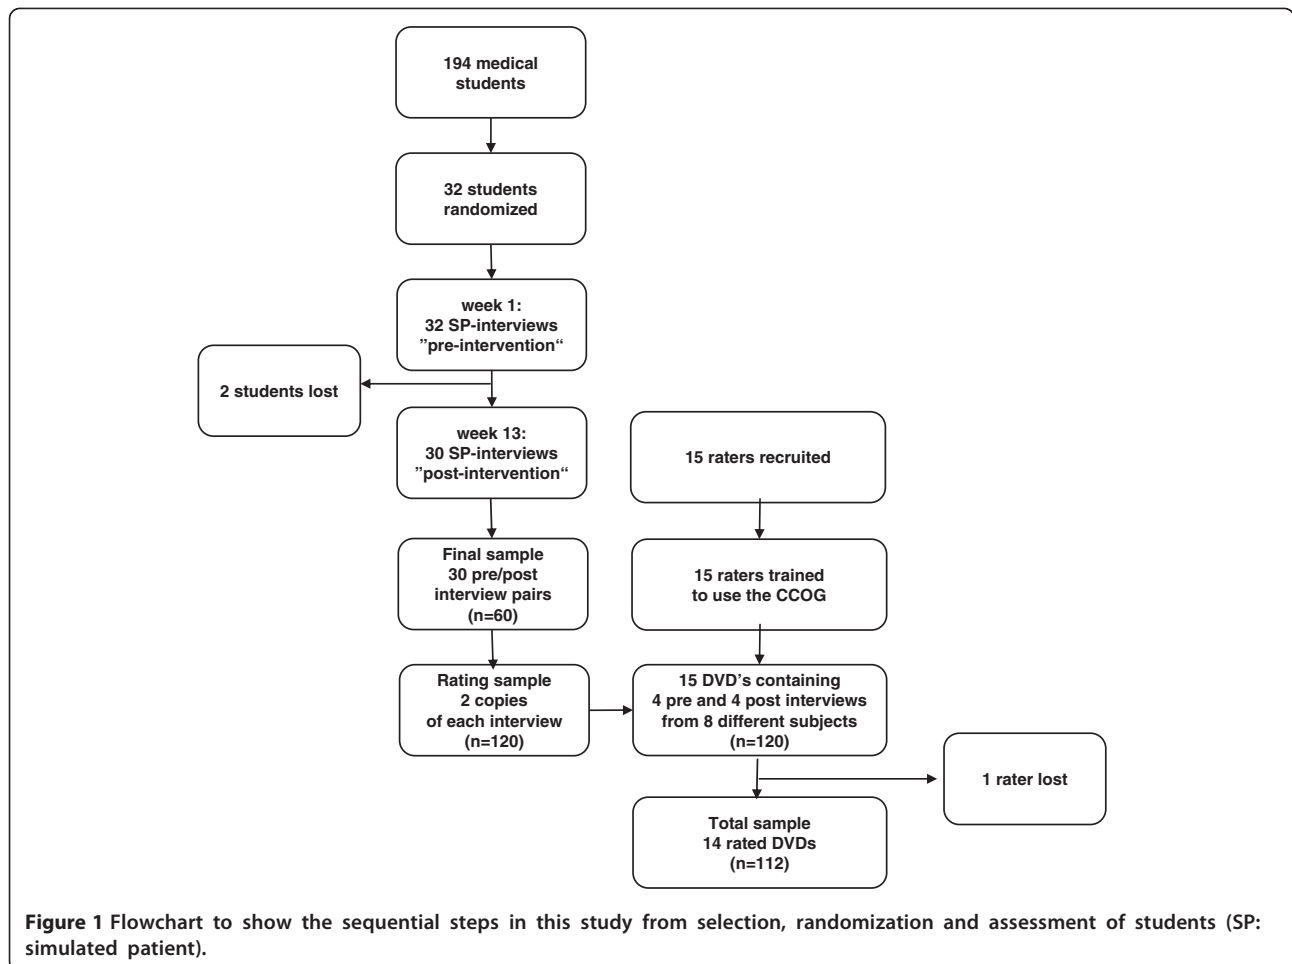 194 medical
students
32 students
randomized
week 1:
32 SP-interviews
”pre-intervention“
2 students lost
week 13:
30 SP-interviews
”post-intervention“
15 raters recruited
Final sample
30 pre/post
interview pairs
(n=60)
15 raters trained
to use the CCOG
Rating sample
2 copies
of each interview
(n=120)
15 DVD’s containing
4 pre and 4 post interviews
from 8 different subjects
(n=120)
1 rater lost
Total sample
14 rated DVDs
(n=112)
Figure 1 Flowchart to show the sequential steps in this study from selection, randomization and assessment of students (SP:
simulated patient).